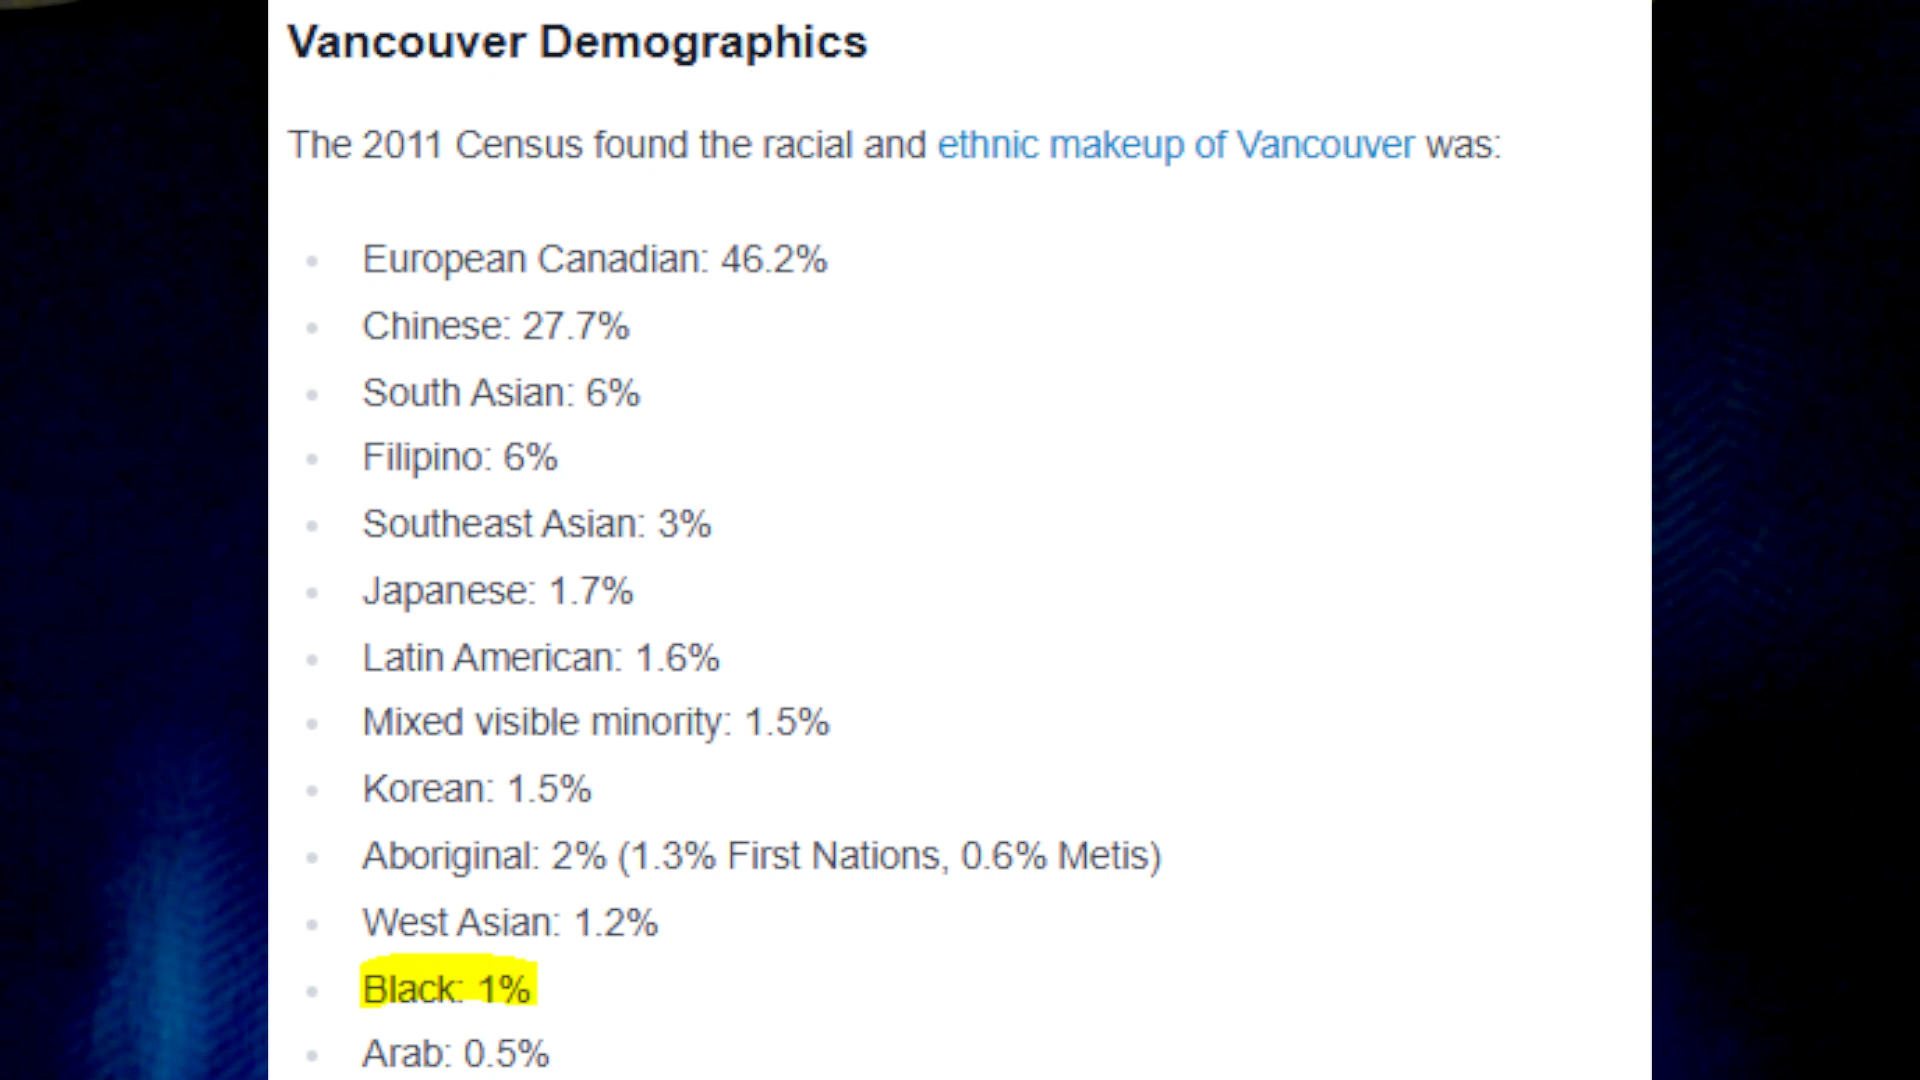 Vancouver Demographics
The 2011 Census found the racial and ethnic makeup of Vancouver was:
European Canadian: 46.2%
Chinese: 27.7%
South Asian: 6%
Filipino: 6%
Southeast Asian: 3%
Japanese: 1.7%
Latin American: 1.6%
Mixed visible minority: 1.5%
Korean: 1.5%
Aboriginal: 2% (1.3% First Nations, 0.6% Metis)
West Asian: 1.2%
Black: 1%
Arab: 0.5%